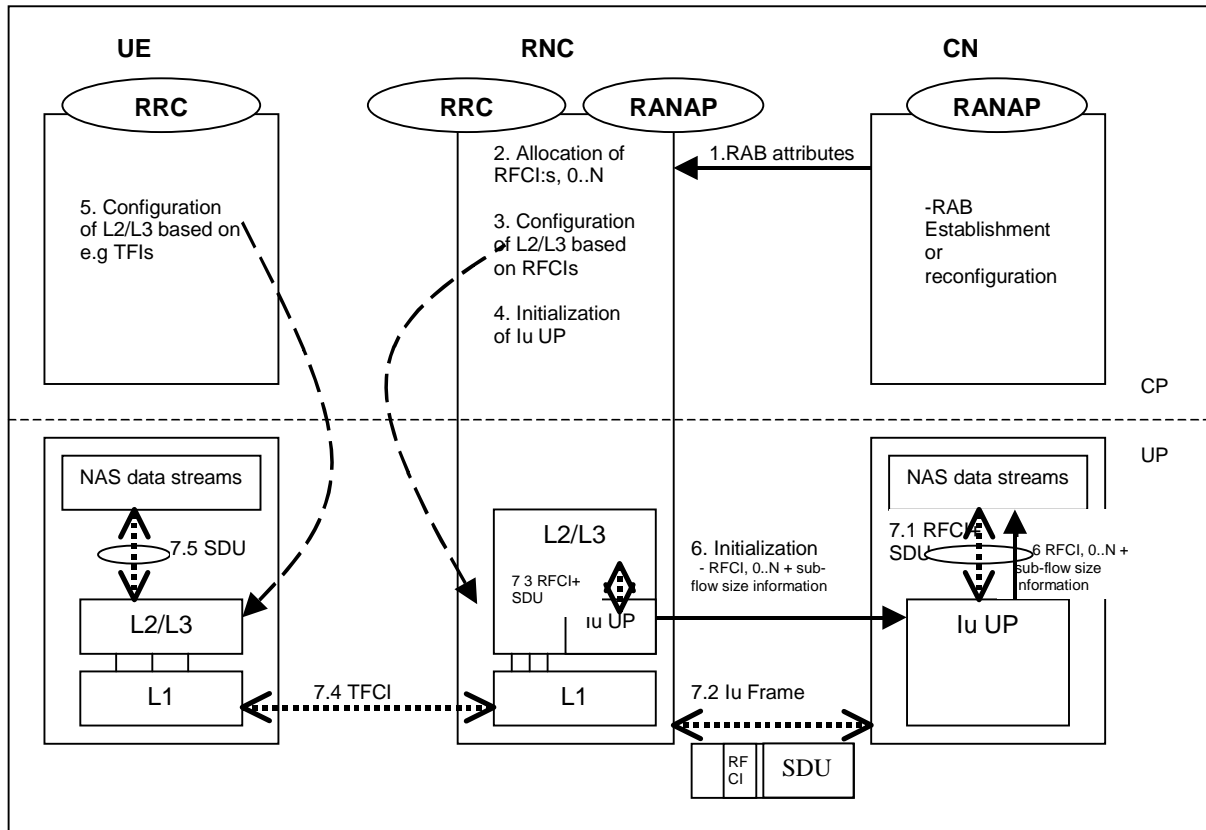 UE
RNC
CN
RRC
RRC
RANAP
RANAP
5. Configuration
of L2/L3 based on
e.g TFIs
2. Allocation of
RFCI:s, 0..N
3. Configuration
of L2/L3 based
on RFCIs
4. Initialization
of Iu UP
1.RAB attributes
-RAB
Establishment
or
reconfiguration
CP
UP
NAS data streams
7.5 SDU
L2/L3
L1
7.4 TFCI
L2/L3
7 3 RFCI+
SDU
Iu UP
L1
6. Initialization
- RFCI, 0..N + sub-
flow size information
7.2 Iu Frame
RF
CI
SDU
NAS data streams
7.1 RFCI+
SDU
6 RFCI, 0..N +
sub-flow size
information
Iu UP